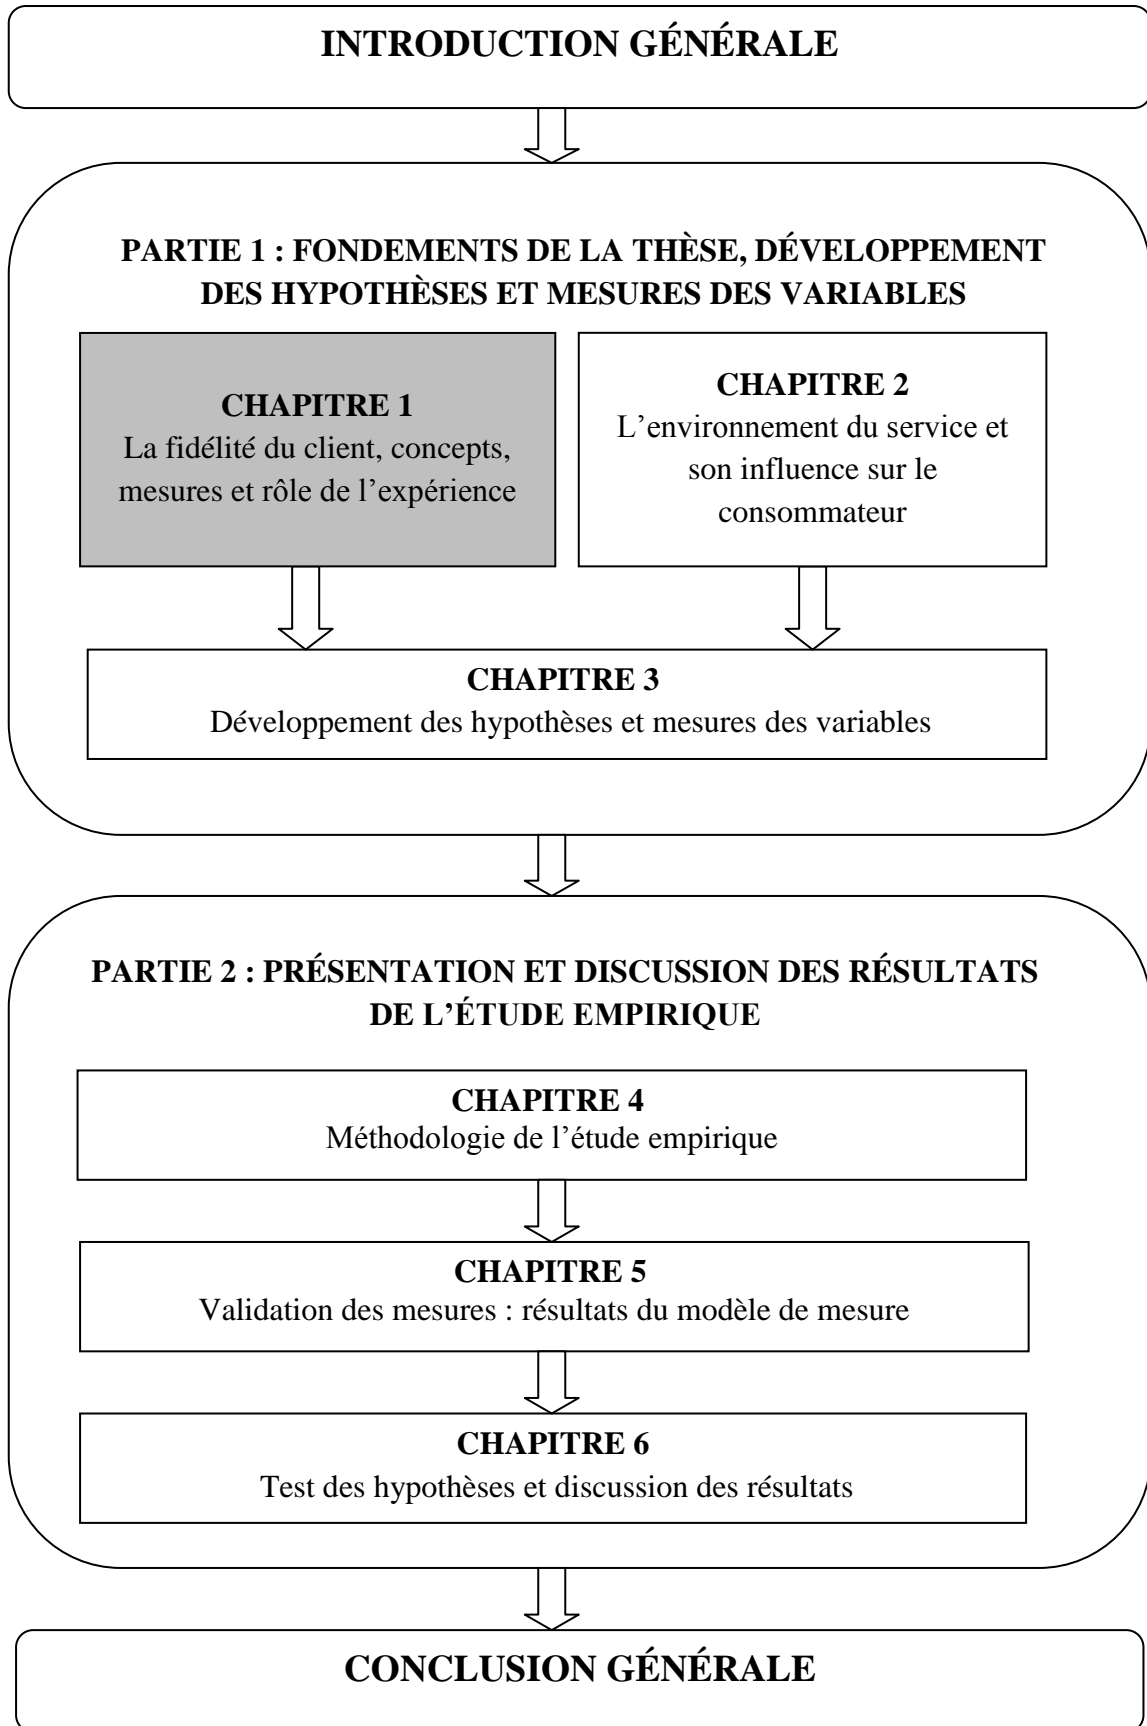 INTRODUCTION GÉNÉRALE
PARTIE 1 : FONDEMENTS DE LA THÈSE, DÉVELOPPEMENT
DES HYPOTHÈSES ET MESURES DES VARIABLES
CHAPITRE 1
La fidélité du client, concepts,
mesures et rôle de l’expérience
CHAPITRE 2
L’environnement du service et
son influence sur le
consommateur
CHAPITRE 3
Développement des hypothèses et mesures des variables
PARTIE 2 : PRÉSENTATION ET DISCUSSION DES RÉSULTATS
DE L’ÉTUDE EMPIRIQUE
CHAPITRE 4
Méthodologie de l’étude empirique
CHAPITRE 5
Validation des mesures : résultats du modèle de mesure
CHAPITRE 6
Test des hypothèses et discussion des résultats
CONCLUSION GÉNÉRALE